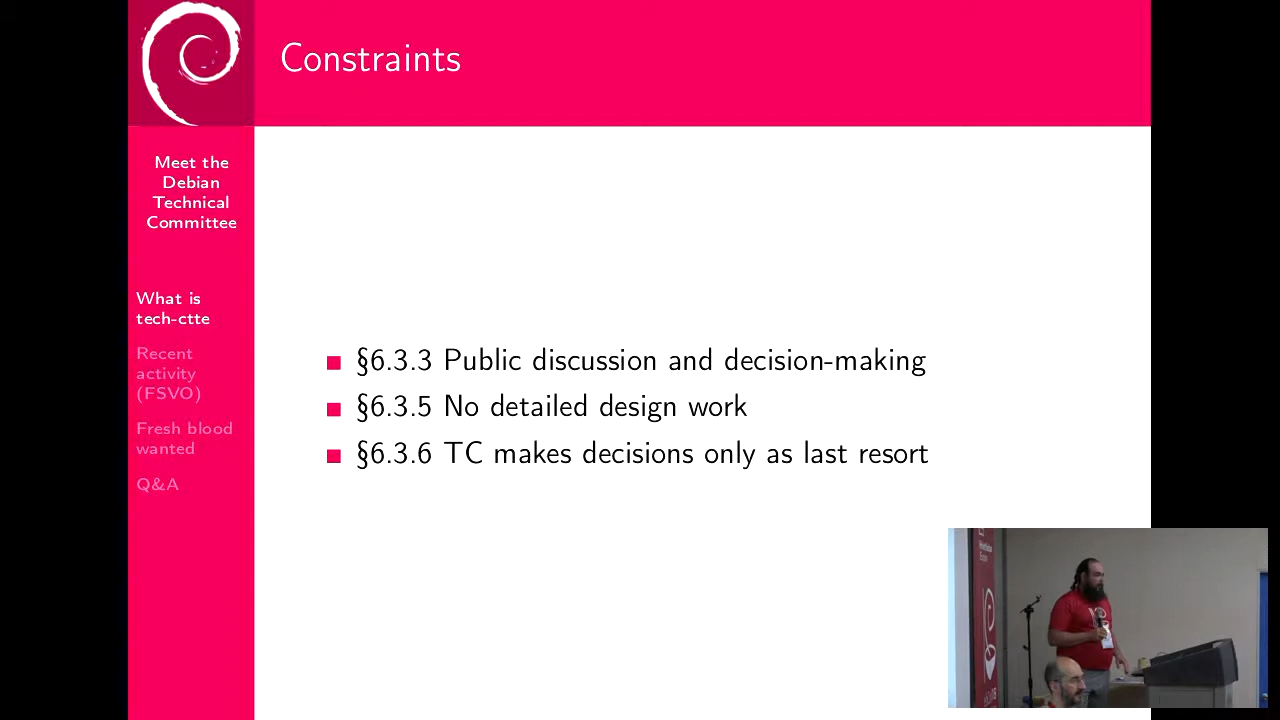 Constraints
Meet the
Debian
Technical
Committee
What is
tech-ctte
Recent
activity
(FSVO)
Fresh blood
wanted
Q&A
§6.3.3 Public discussion and decision-making
§6.3.5 No detailed design work
§6.3.6 TC makes decisions only as last resort